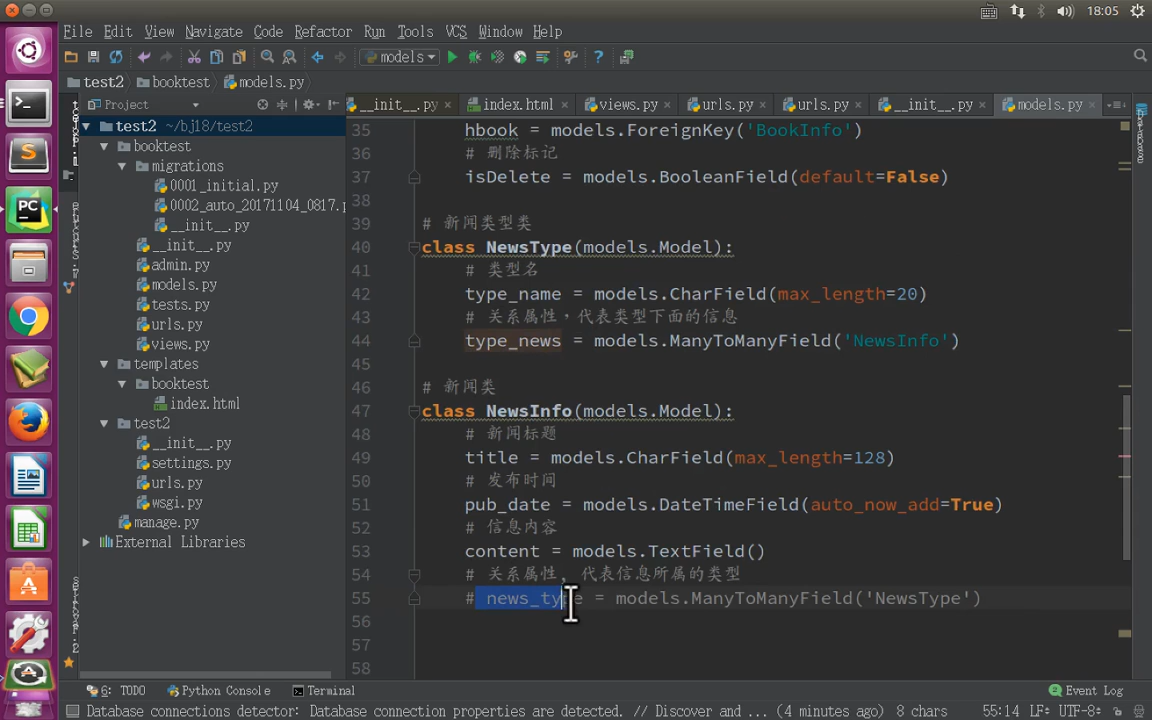 18:05
File Edit View Navigate Code Refactor Run Tools VCS Window Help
models
test2 booktest models.py
Project
__init__.py index.html views.py urls.py urls.py __init__.py models.py
test2 ~/bj18/test2
booktest
migrations
0001_initial.py
0002_auto_20171104_0817.p
__init__.py
__init__.py
admin.py
models.py
tests.py
urls.py
views.py
templates
booktest
index.html
test2
__init__.py
settings.py
urls.py
wsgi.py
manage.py
External Libraries
35 hbook = models.ForeignKey('BookInfo')
36 # 删除标记
37 isDelete = models.BooleanField(default=False)
38
39 # 新闻类型类
40 class NewsType(models.Model):
41 # 类型名
42 type_name = models.CharField(max_length=20)
43 # 关系属性，代表类型下面的信息
44 type_news = models.ManyToManyField('NewsInfo')
45
46 # 新闻类
47 class NewsInfo(models.Model):
48 # 新闻标题
49 title = models.CharField(max_length=128)
50 # 发布时间
51 pub_date = models.DateTimeField(auto_now_add=True)
52 # 信息内容
53 content = models.TextField()
54 # 关系属性, 代表信息所属的类型
55 # news_type = models.ManyToManyField('NewsType')
56
57
58
6: TODO Python Console Terminal Event Log
Database connections detector: Database connection properties are detected. // Discover and ... (4 minutes ago) 8 chars 55:14 LF÷ UTF-8÷